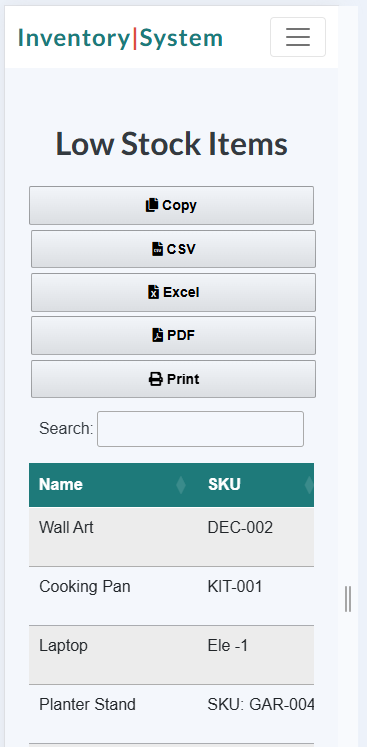 Inventory|System
Low Stock Items
Copy
CSV
Excel
PDF
Print
Search:
Name SKU
Wall Art DEC-002
Cooking Pan KIT-001
Laptop Ele -1
Planter Stand SKU: GAR-004